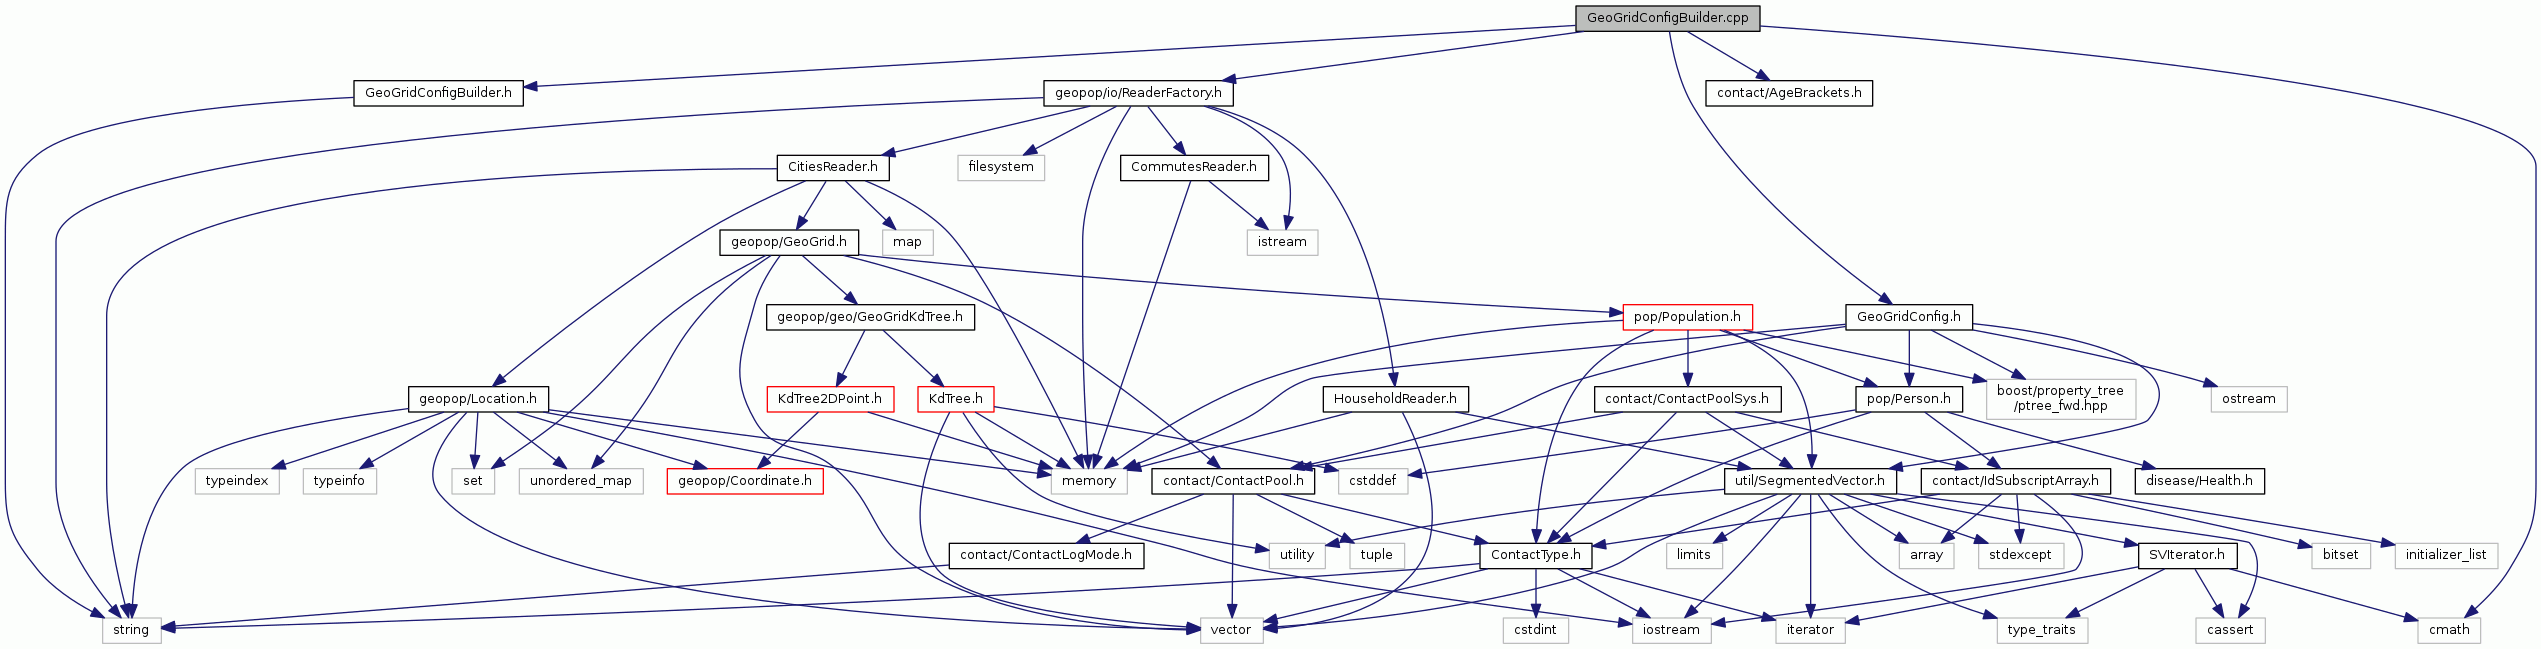 GeoGridConfigBuilder.cpp
GeoGridConfigBuilder.h
geopop/io/ReaderFactory.h
contact/AgeBrackets.h
CitiesReader.h
filesystem
CommutesReader.h
geopop/GeoGrid.h
map
istream
geopop/geo/GeoGridKdTree.h
pop/Population.h
GeoGridConfig.h
geopop/Location.h
KdTree2DPoint.h
KdTree.h
HouseholdReader.h
contact/ContactPoolSys.h
pop/Person.h
boost/property_tree
/ptree_fwd.hpp
ostream
typeindex
typeinfo
set
unordered_map
geopop/Coordinate.h
memory
contact/ContactPool.h
cstddef
util/SegmentedVector.h
contact/IdSubscriptArray.h
disease/Health.h
contact/ContactLogMode.h
utility
tuple
ContactType.h
limits
array
stdexcept
SVIterator.h
bitset
initializer_list
string
vector
cstdint
iostream
iterator
type_traits
cassert
cmath